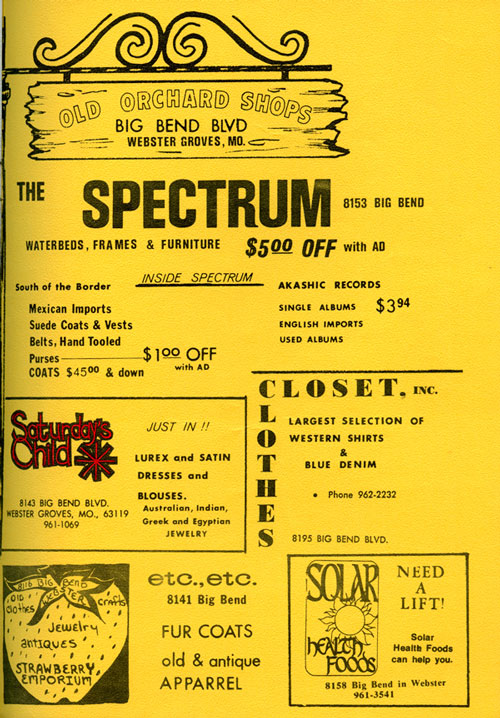 OLD ORCHARD SHOPS
BIG BEND BLVD
WEBSTER GROVES, MO.
THE SPECTRUM 8153 BIG BEND
WATERBEDS, FRAMES & FURNITURE $5.00 OFF with AD
INSIDE SPECTRUM
South of the Border
Mexican Imports
Suede Coats & Vests
Belts, Hand Tooled
Purses $1.00 OFF
with AD
COATS $45.00 & down
AKASHIC RECORDS
SINGLE ALBUMS $3.94
ENGLISH IMPORTS
USED ALBUMS
CLOSET, INC.
CLOTHES
LARGEST SELECTION OF
WESTERN SHIRTS
&
BLUE DENIM
• Phone 962-2232
8195 BIG BEND BLVD.
Saturday's
Child
8143 BIG BEND BLVD.
WEBSTER GROVES, MO., 63119
961-1069
JUST IN !!
LUREX and SATIN
DRESSES and
BLOUSES.
Australian, Indian,
Greek and Egyptian
JEWELRY
8116 BIG BEND
WEBSTER
old
clothes
crafts
Jewelry
antiques
STRAWBERRY
EMPORIUM
etc., etc.
8141 Big Bend
FUR COATS
old & antique
APPAREL
SOLAR
HEALTH
FOODS
NEED
A
LIFT!
Solar
Health Foods
can help you.
8158 Big Bend in Webster
961-3541